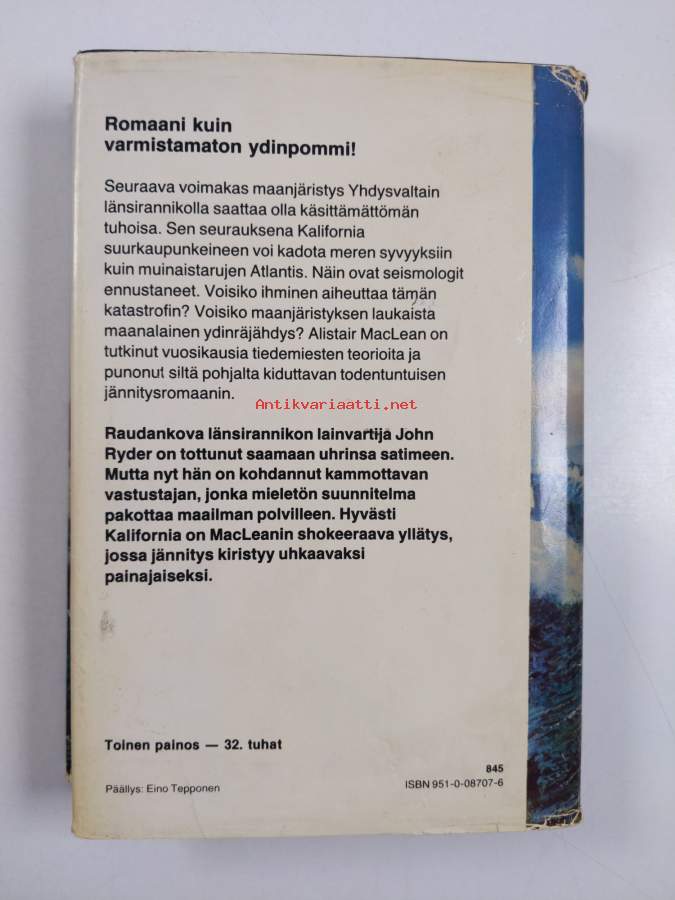 Romaani kuin
varmistamaton ydinpommi!
Seuraava voimakas maanjäristys Yhdysvaltain
länsirannikolla saattaa olla käsittämättömän
tuhoisa. Sen seurauksena Kalifornia
suurkaupunkeineen voi kadota meren syvyyksiin
kuin muinaistarujen Atlantis. Näin ovat seismologit
ennustaneet. Voisiko ihminen aiheuttaa tämän
katastrofin? Voisiko maanjäristyksen laukaista
maanalainen ydinräjähdys? Alistair MacLean on
tutkinut vuosikausia tiedemiesten teorioita ja
punonut siltä pohjalta kiduttavan todentuntuisen
jännitysromaanin.
Antikvariaatti.net
Raudankova länsirannikon lainvartija John
Ryder on tottunut saamaan uhrinsa satimeen.
Mutta nyt hän on kohdannut kammottavan
vastustajan, jonka mieletön suunnitelma
pakottaa maailman polvilleen. Hyvästi
Kalifornia on MacLeanin shokeeraava yllätys,
jossa jännitys kiristyy uhkaavaksi
painajaiseksi.
Toinen painos — 32. tuhat
845
Päällys: Eino Tepponen
ISBN 951-0-08707-6